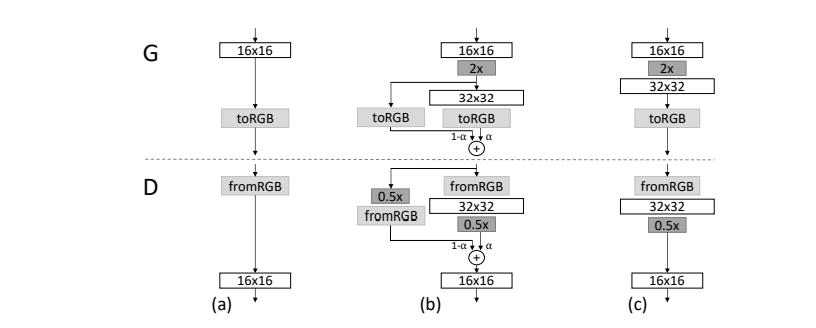 G
16x16
toRGB
16x16
2x
32x32
toRGB
toRGB
1-α
α
+
16x16
2x
32x32
toRGB
D
fromRGB
16x16
(a)
fromRGB
0.5x
32x32
fromRGB
0.5x
1-α
α
+
16x16
(b)
fromRGB
32x32
0.5x
16x16
(c)